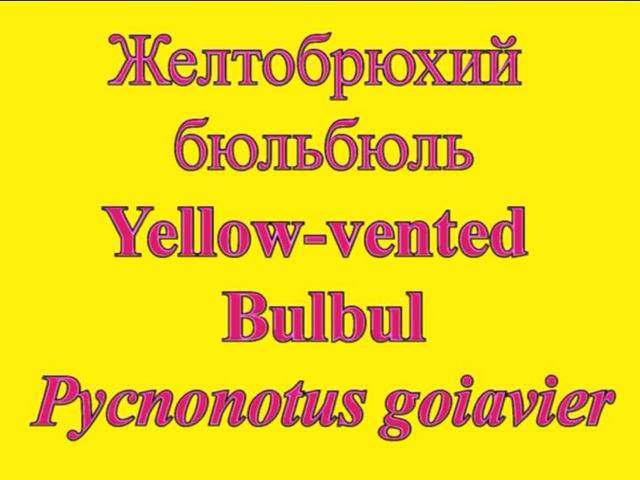 Желтобрюхий
бюльбюль
Yellow-vented
Bulbul
Pycnonotus goiavier